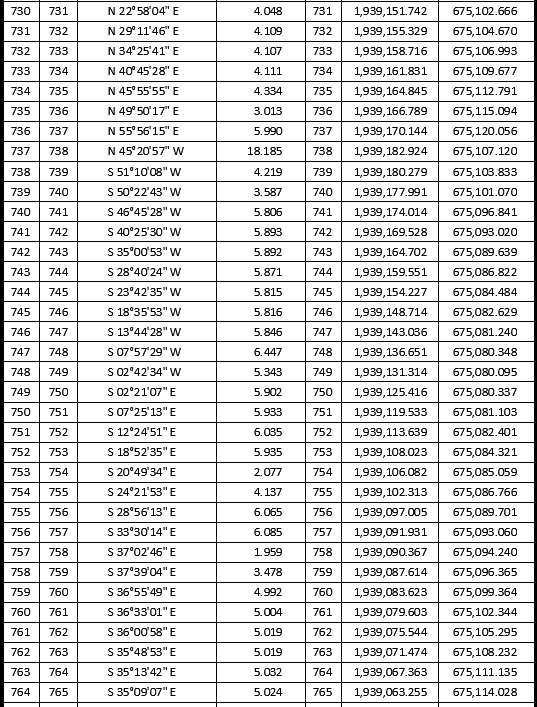 730 731 N 22°58'04" E 4.048 731 1,939,151.742 675,102.666
731 732 N 29°11'46" E 4.109 732 1,939,155.329 675,104.670
732 733 N 34°25'41" E 4.107 733 1,939,158.716 675,106.993
733 734 N 40°45'28" E 4.111 734 1,939,161.831 675,109.677
734 735 N 45°55'55" E 4.334 735 1,939,164.845 675,112.791
735 736 N 49°50'17" E 3.013 736 1,939,166.789 675,115.094
736 737 N 55°56'15" E 5.990 737 1,939,170.144 675,120.056
737 738 N 45°20'57" W 18.185 738 1,939,182.924 675,107.120
738 739 S 51°10'08" W 4.219 739 1,939,180.279 675,103.833
739 740 S 50°22'43" W 3.587 740 1,939,177.991 675,101.070
740 741 S 46°45'28" W 5.806 741 1,939,174.014 675,096.841
741 742 S 40°25'30" W 5.893 742 1,939,169.528 675,093.020
742 743 S 35°00'53" W 5.892 743 1,939,164.702 675,089.639
743 744 S 28°40'24" W 5.871 744 1,939,159.551 675,086.822
744 745 S 23°42'35" W 5.815 745 1,939,154.227 675,084.484
745 746 S 18°35'53" W 5.816 746 1,939,148.714 675,082.629
746 747 S 13°44'28" W 5.846 747 1,939,143.036 675,081.240
747 748 S 07°57'29" W 6.447 748 1,939,136.651 675,080.348
748 749 S 02°42'34" W 5.343 749 1,939,131.314 675,080.095
749 750 S 02°21'07" E 5.902 750 1,939,125.416 675,080.337
750 751 S 07°25'13" E 5.933 751 1,939,119.533 675,081.103
751 752 S 12°24'51" E 6.035 752 1,939,113.639 675,082.401
752 753 S 18°52'35" E 5.935 753 1,939,108.023 675,084.321
753 754 S 20°49'34" E 2.077 754 1,939,106.082 675,085.059
754 755 S 24°21'53" E 4.137 755 1,939,102.313 675,086.766
755 756 S 28°56'13" E 6.065 756 1,939,097.005 675,089.701
756 757 S 33°30'14" E 6.085 757 1,939,091.931 675,093.060
757 758 S 37°02'46" E 1.959 758 1,939,090.367 675,094.240
758 759 S 37°39'04" E 3.478 759 1,939,087.614 675,096.365
759 760 S 36°55'49" E 4.992 760 1,939,083.623 675,099.364
760 761 S 36°33'01" E 5.004 761 1,939,079.603 675,102.344
761 762 S 36°00'58" E 5.019 762 1,939,075.544 675,105.295
762 763 S 35°48'53" E 5.019 763 1,939,071.474 675,108.232
763 764 S 35°13'42" E 5.032 764 1,939,067.363 675,111.135
764 765 S 35°09'07" E 5.024 765 1,939,063.255 675,114.028